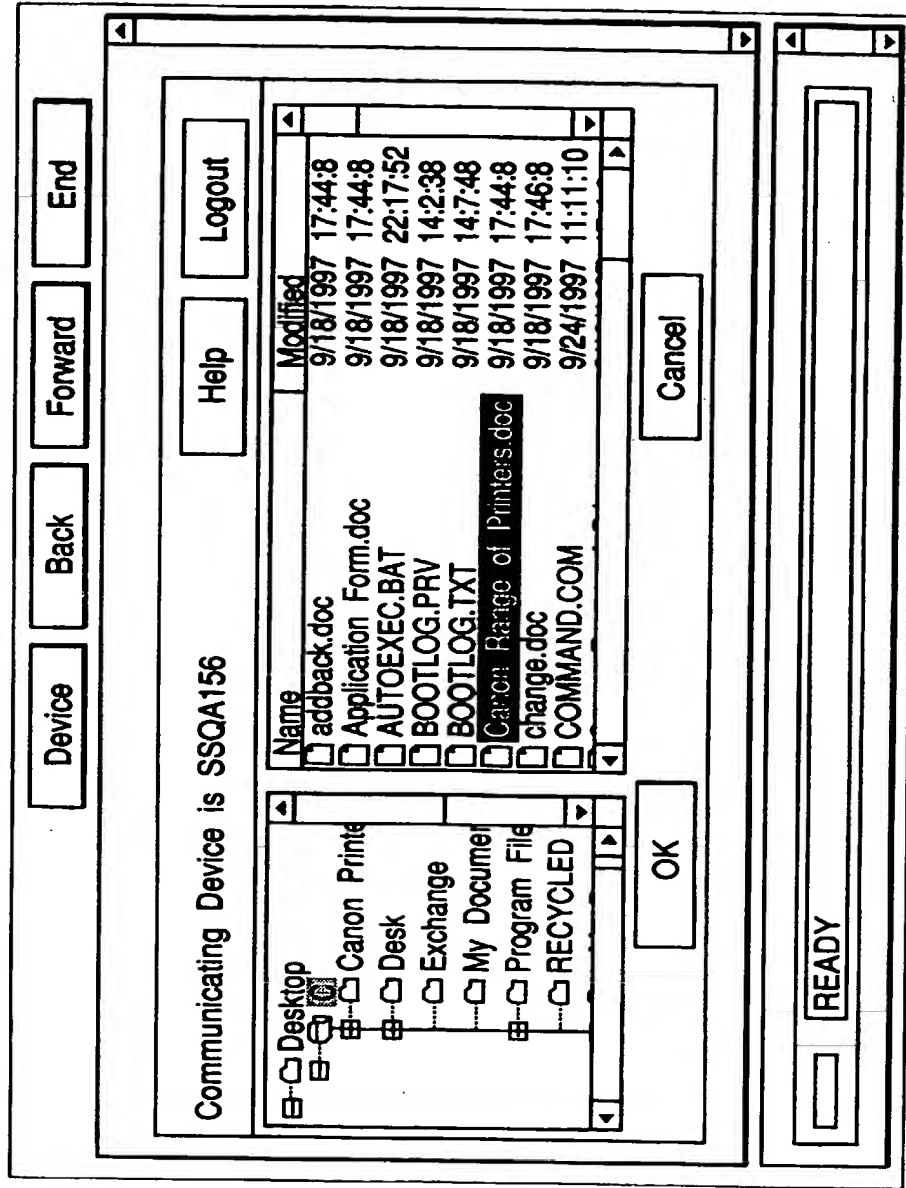 Device Back Forward End
Communicating Device is SSQA156 Help Logout
Desktop
Canon Printe
Desk
Exchange
My Documer
Program File
RECYCLED
Name Modified
addback.doc 9/18/1997 17:44:8
Application Form.doc 9/18/1997 17:44:8
AUTOEXEC.BAT 9/18/1997 22:17:52
BOOTLOG.PRV 9/18/1997 14:2:38
BOOTLOG.TXT 9/18/1997 14:7:48
Canon Range of Printers.doc 9/18/1997 17:44:8
change.doc 9/18/1997 17:46:8
COMMAND.COM 9/24/1997 11:11:10
OK Cancel
READY